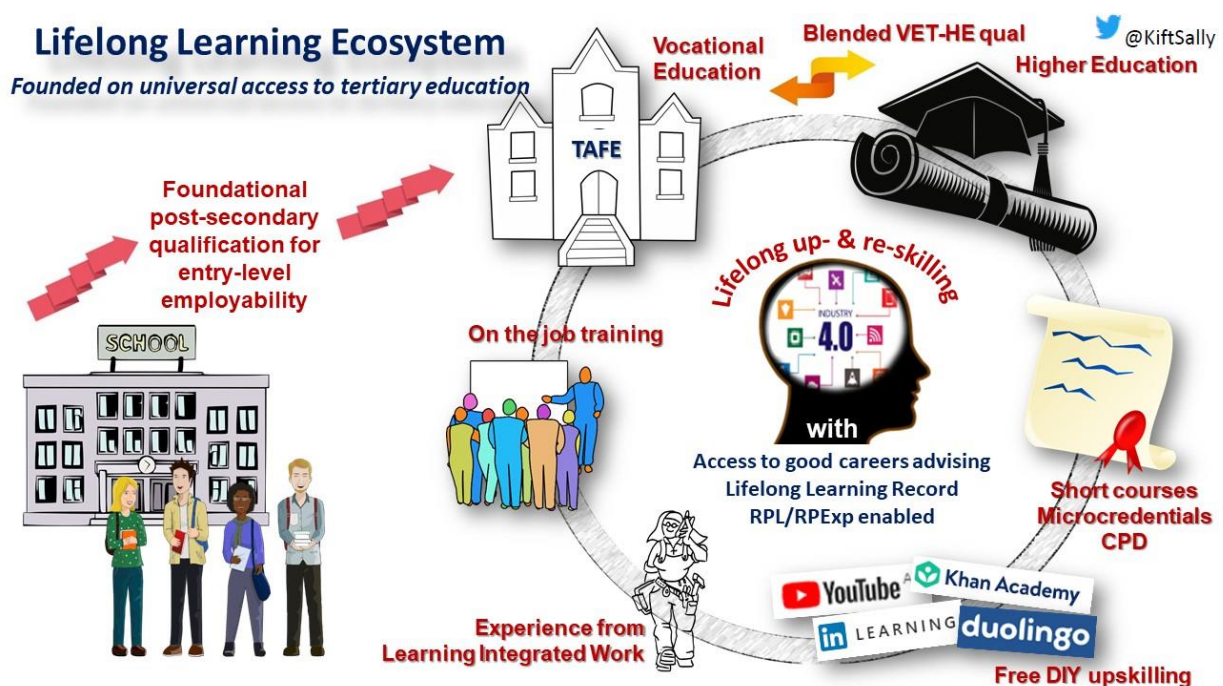 Lifelong Learning Ecosystem
Founded on universal access to tertiary education
Vocational
Education
Blended VET-HE qual
@KiftSally
Higher Education
TAFE
Foundational
post-secondary
qualification for
entry-level
employability
SCHOOL
On the job training
Lifelong up- & re-skilling
INDUSTRY
4.0
with
Access to good careers advising
Lifelong Learning Record
RPL/RPExp enabled
Short courses
Microcredentials
CPD
YouTube
Khan Academy
in LEARNING
duolingo
Free DIY upskilling
Experience from
Learning Integrated Work